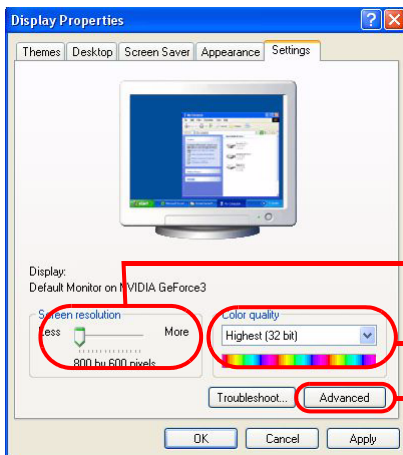 Display Properties
Themes Desktop Screen Saver Appearance Settings
Display:
Default Monitor on NVIDIA GeForce3
Screen resolution
Less More
800 by 600 pixels
Color quality
Highest (32 bit)
Troubleshoot... Advanced
OK Cancel Apply